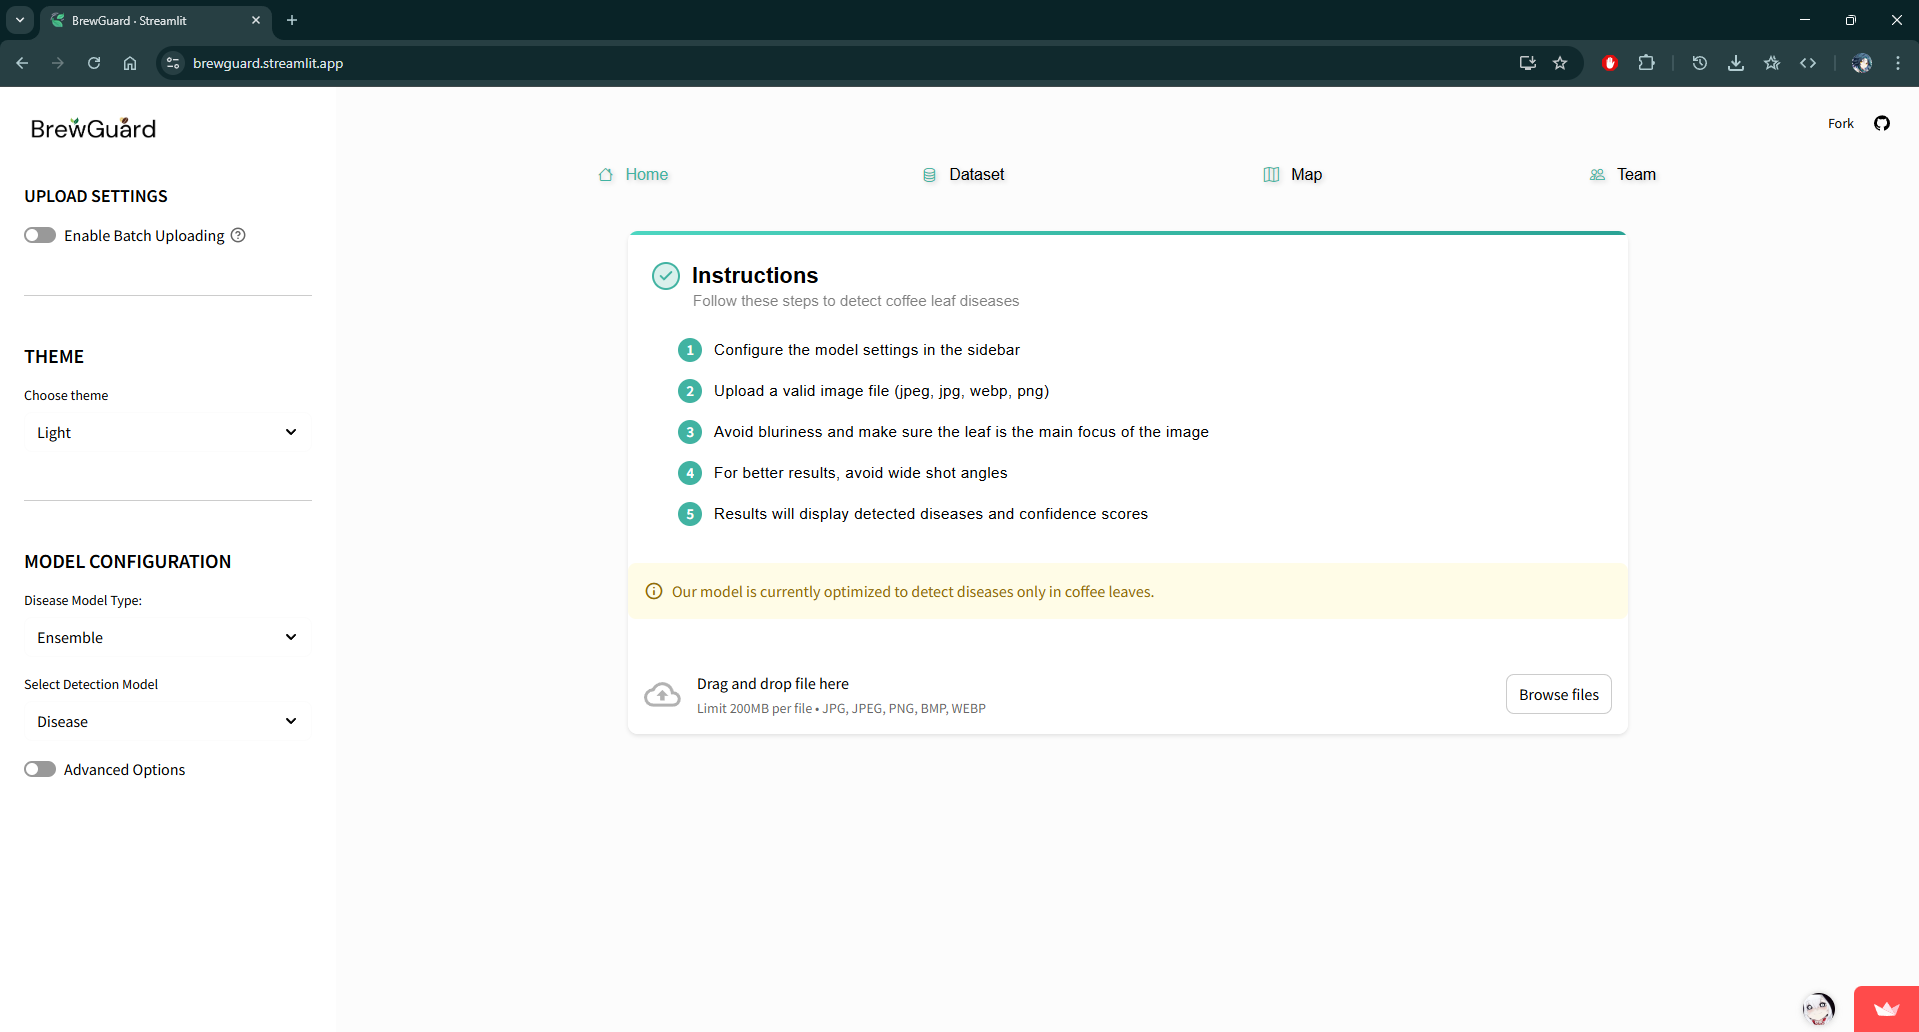 BrewGuard · Streamlit
brewguard.streamlit.app
BrewGuard
Fork
Home
Dataset
Map
Team
UPLOAD SETTINGS
Enable Batch Uploading
THEME
Choose theme
Light
MODEL CONFIGURATION
Disease Model Type:
Ensemble
Select Detection Model
Disease
Advanced Options
Instructions
Follow these steps to detect coffee leaf diseases
1 Configure the model settings in the sidebar
2 Upload a valid image file (jpeg, jpg, webp, png)
3 Avoid bluriness and make sure the leaf is the main focus of the image
4 For better results, avoid wide shot angles
5 Results will display detected diseases and confidence scores
Our model is currently optimized to detect diseases only in coffee leaves.
Drag and drop file here
Limit 200MB per file • JPG, JPEG, PNG, BMP, WEBP
Browse files